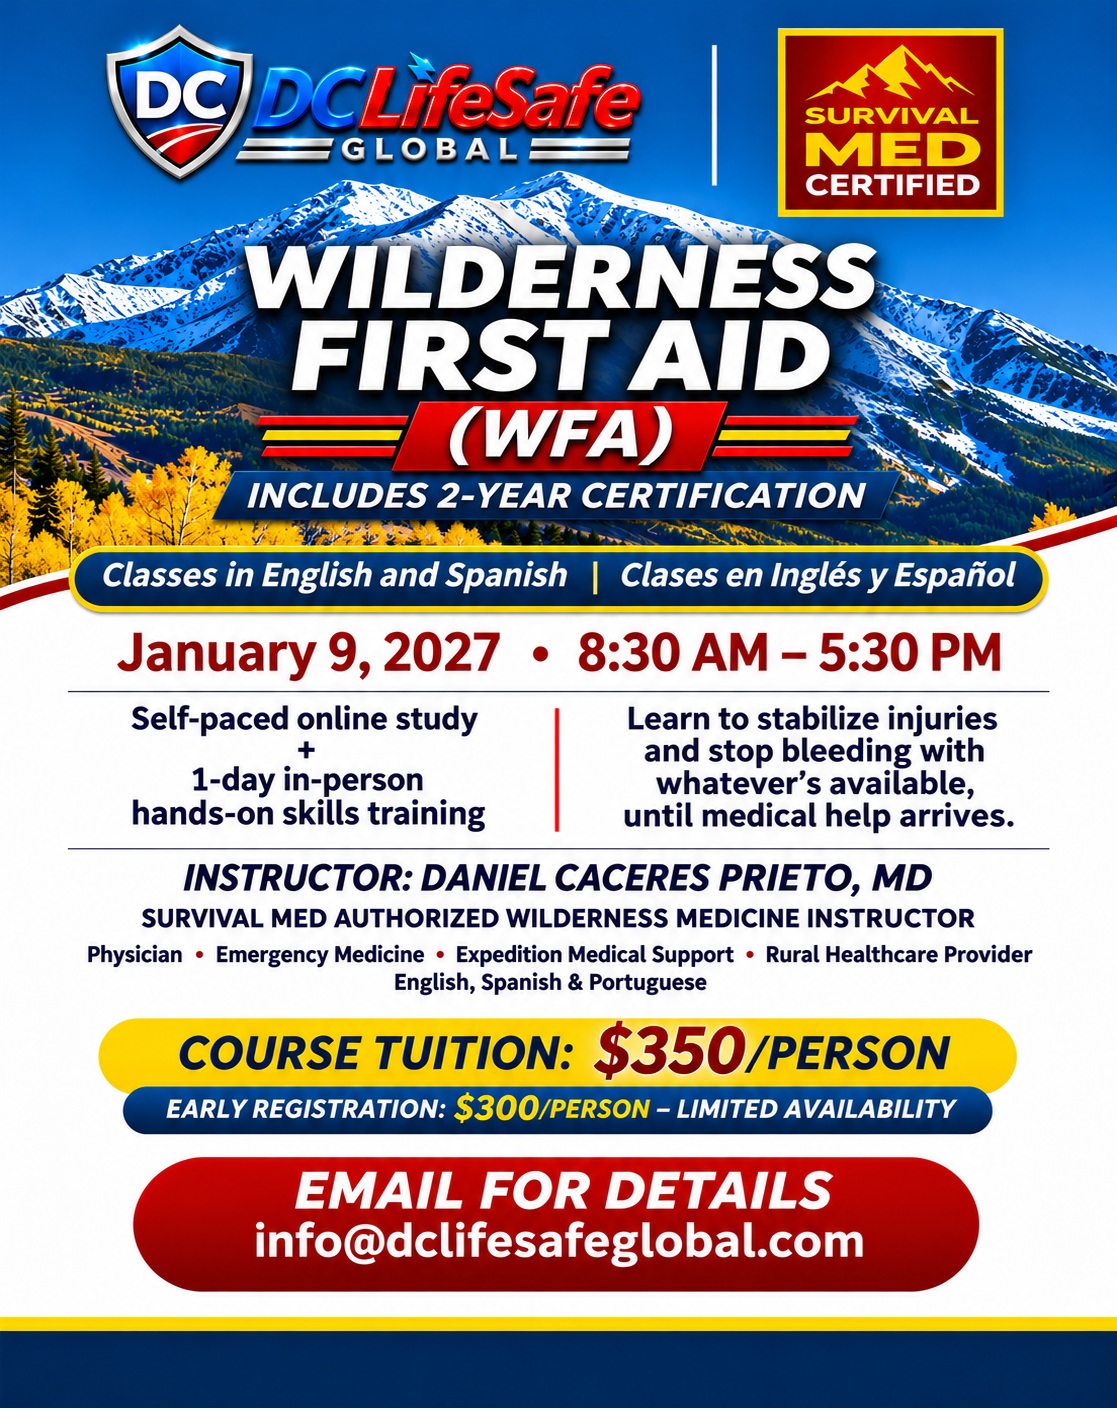 DC
DCLifeSafe
GLOBAL
SURVIVAL
MED
CERTIFIED
WILDERNESS
FIRST AID
(WFA)
INCLUDES 2-YEAR CERTIFICATION
Classes in English and Spanish | Clases en Inglés y Español
January 9, 2027 • 8:30 AM – 5:30 PM
Self-paced online study
+
1-day in-person
hands-on skills training
Learn to stabilize injuries
and stop bleeding with
whatever's available,
until medical help arrives.
INSTRUCTOR: DANIEL CACERES PRIETO, MD
SURVIVAL MED AUTHORIZED WILDERNESS MEDICINE INSTRUCTOR
Physician • Emergency Medicine • Expedition Medical Support • Rural Healthcare Provider
English, Spanish & Portuguese
COURSE TUITION: $350/PERSON
EARLY REGISTRATION: $300/PERSON – LIMITED AVAILABILITY
EMAIL FOR DETAILS
info@dclifesafeglobal.com